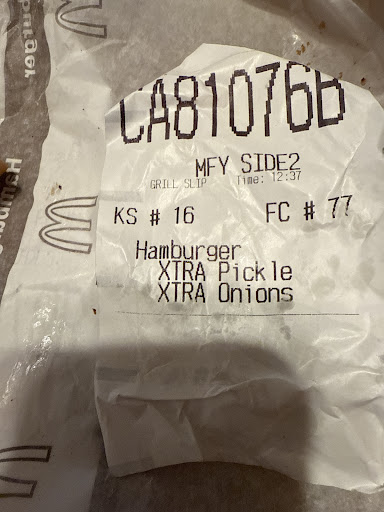 CA81076B
MFY SIDE2
GRILL SLIP Time: 12:37
KS # 16 FC # 77
Hamburger
XTRA Pickle
XTRA Onions